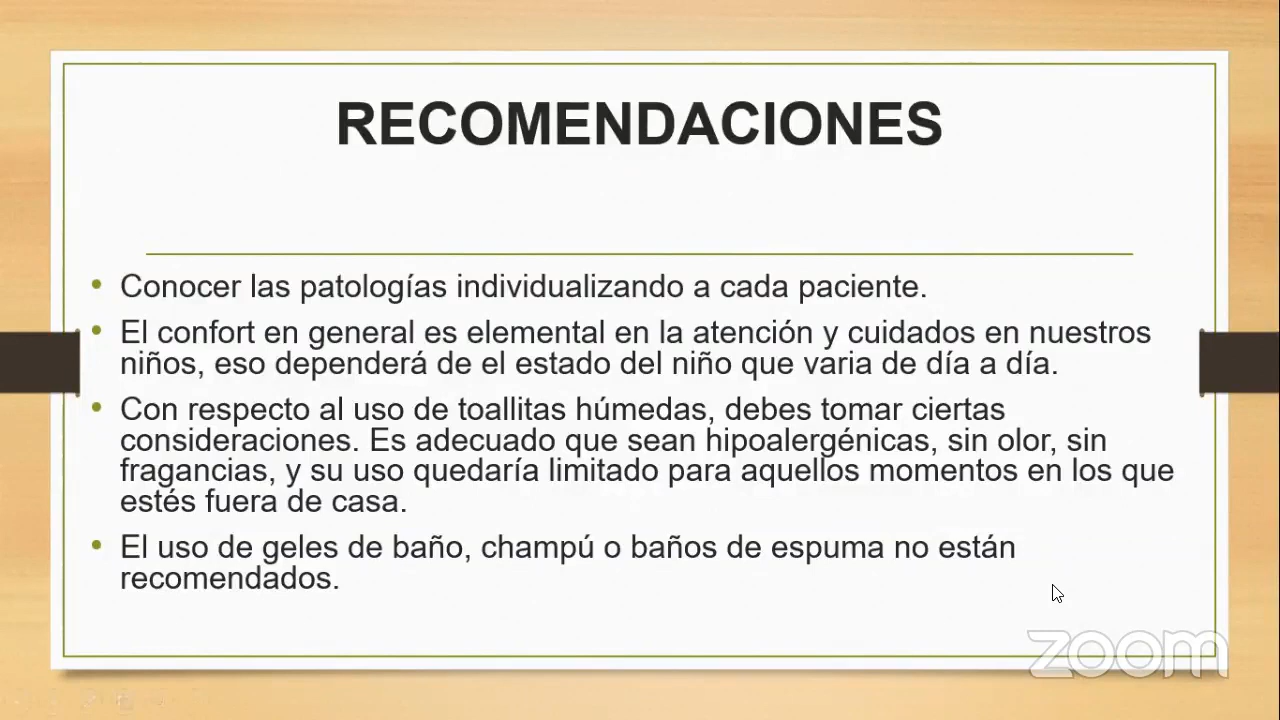 RECOMENDACIONES
• Conocer las patologías individualizando a cada paciente.
• El confort en general es elemental en la atención y cuidados en nuestros
niños, eso dependerá de el estado del niño que varia de día a día.
• Con respecto al uso de toallitas húmedas, debes tomar ciertas
consideraciones. Es adecuado que sean hipoalergénicas, sin olor, sin
fragancias, y su uso quedaría limitado para aquellos momentos en los que
estés fuera de casa.
• El uso de geles de baño, champú o baños de espuma no están
recomendados.
zoom